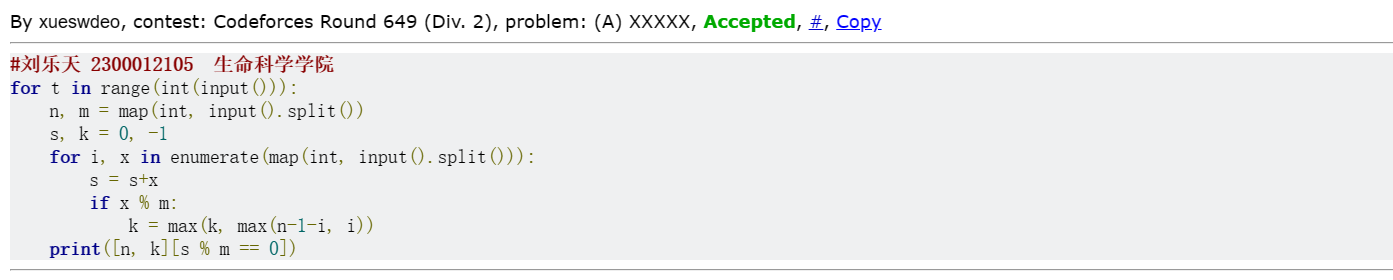 By xueswdeo, contest: Codeforces Round 649 (Div. 2), problem: (A) XXXXX, Accepted, #, Copy
#刘乐天 2300012105  生命科学学院
for t in range(int(input())):
    n, m = map(int, input().split())
    s, k = 0, -1
    for i, x in enumerate(map(int, input().split())):
        s = s+x
        if x % m:
            k = max(k, max(n-1-i, i))
    print([n, k][s % m == 0])